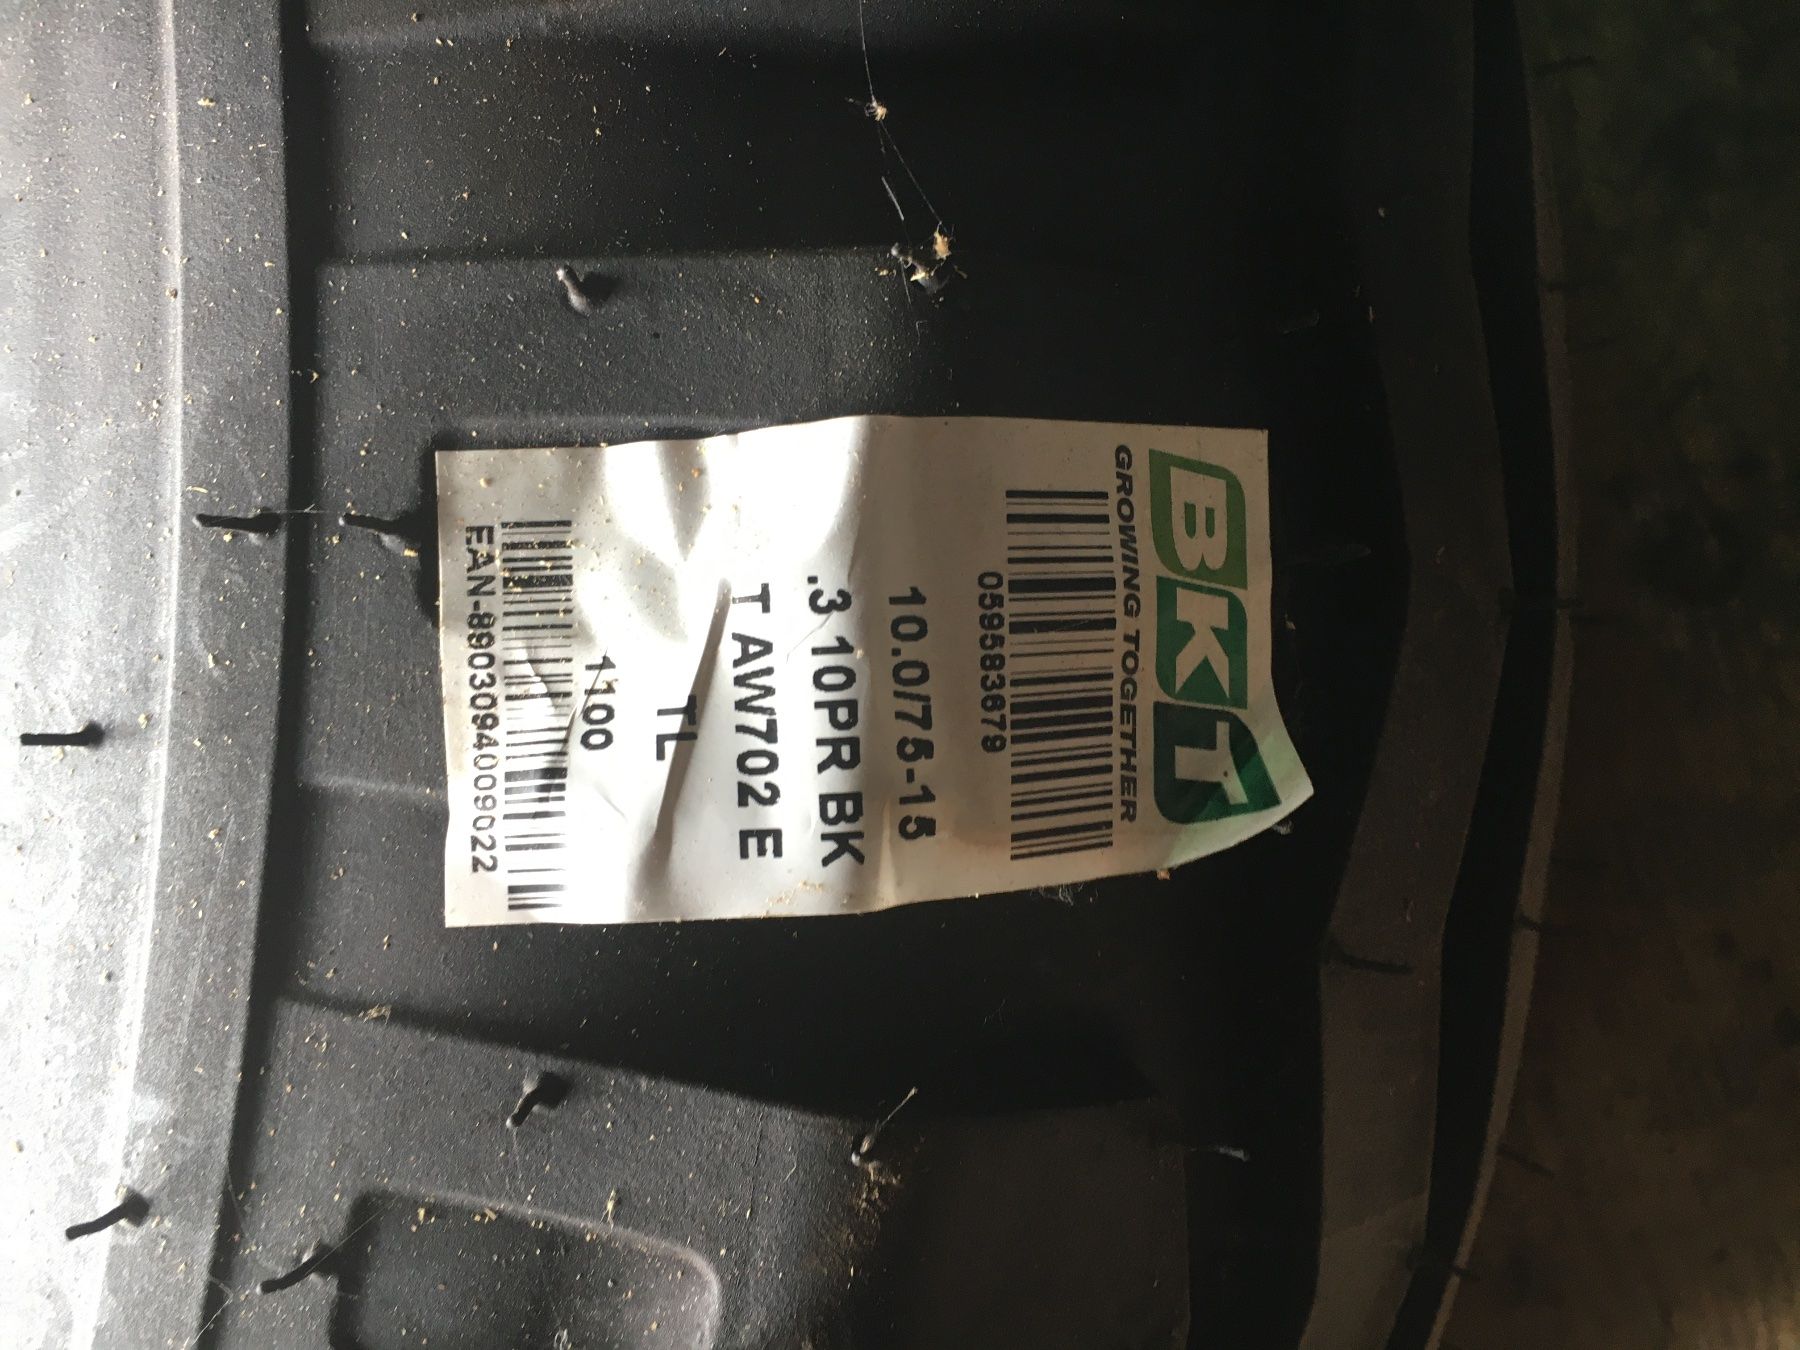 BKT
GROWING TOGETHER
059583679
10.0/75-15
.3 10PR BK
T AW702 E
TL
1100
EAN-8903094009022